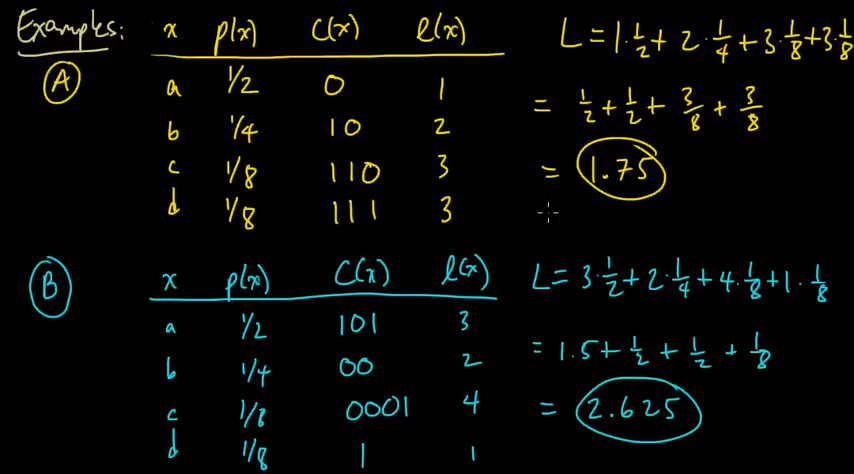 Examples: x p(x) C(x) l(x) L = 1·1/2 + 2·1/4 + 3·1/8 + 3·1/8
A a 1/2 0 1 = 1/2 + 1/2 + 3/8 + 3/8
b 1/4 10 2
c 1/8 110 3 = 1.75
d 1/8 111 3
B x p(x) C(x) l(x) L = 3·1/2 + 2·1/4 + 4·1/8 + 1·1/8
a 1/2 101 3 = 1.5 + 1/2 + 1/2 + 1/8
b 1/4 00 2
c 1/8 0001 4 = 2.625
d 1/8 1 1